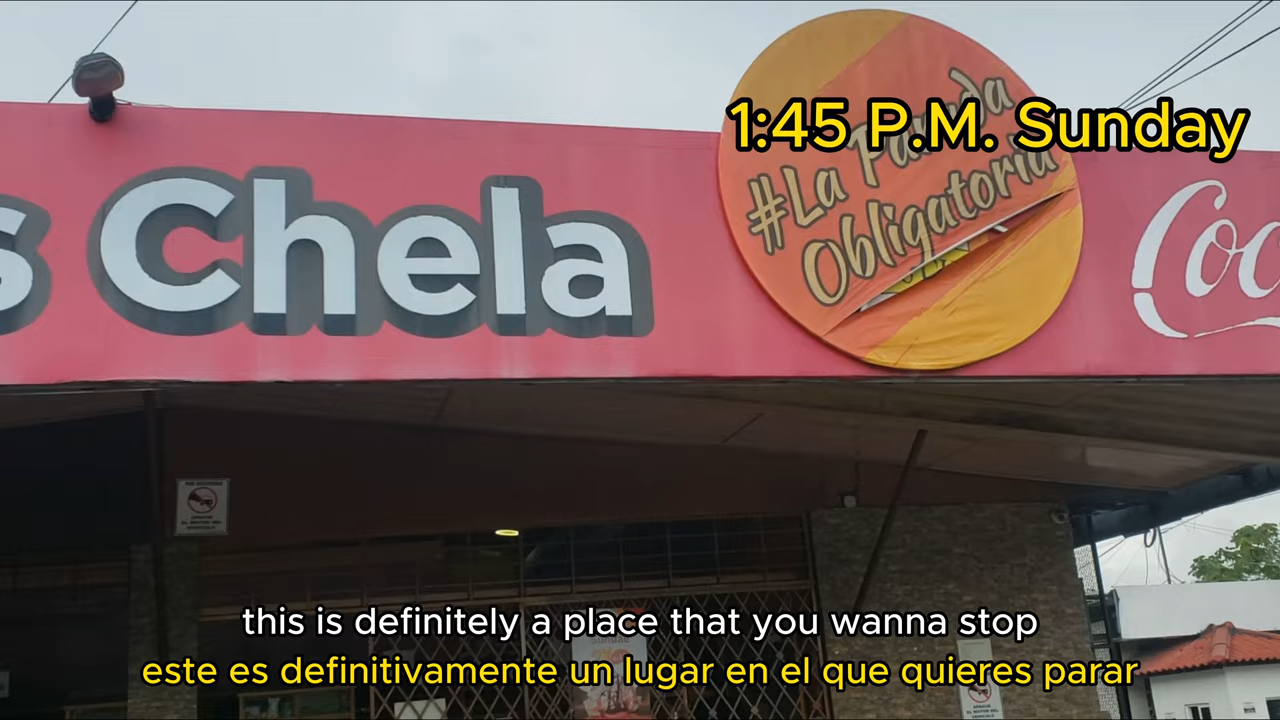 s Chela
#La Parada
Obligatoria
1:45 P.M. Sunday
Coc
this is definitely a place that you wanna stop
este es definitivamente un lugar en el que quieres parar